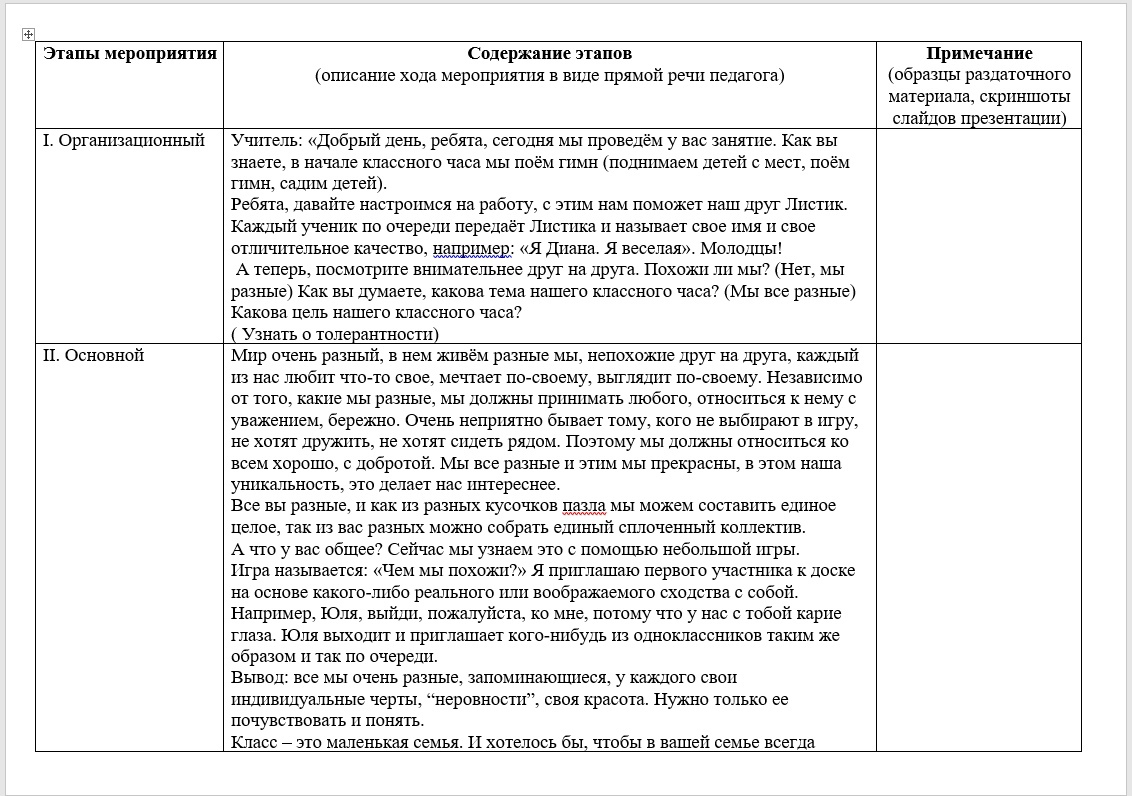 Этапы мероприятия
Содержание этапов
(описание хода мероприятия в виде прямой речи педагога)
Примечание
(образцы раздаточного
материала, скриншоты
слайдов презентации)
I. Организационный
Учитель: «Добрый день, ребята, сегодня мы проведём у вас занятие. Как вы
знаете, в начале классного часа мы поём гимн (поднимаем детей с мест, поём
гимн, садим детей).
Ребята, давайте настроимся на работу, с этим нам поможет наш друг Листик.
Каждый ученик по очереди передаёт Листика и называет свое имя и свое
отличительное качество, например: «Я Диана. Я веселая». Молодцы!
А теперь, посмотрите внимательнее друг на друга. Похожи ли мы? (Нет, мы
разные) Как вы думаете, какова тема нашего классного часа? (Мы все разные)
Какова цель нашего классного часа?
( Узнать о толерантности)
II. Основной
Мир очень разный, в нем живём разные мы, непохожие друг на друга, каждый
из нас любит что-то свое, мечтает по-своему, выглядит по-своему. Независимо
от того, какие мы разные, мы должны принимать любого, относиться к нему с
уважением, бережно. Очень неприятно бывает тому, кого не выбирают в игру,
не хотят дружить, не хотят сидеть рядом. Поэтому мы должны относиться ко
всем хорошо, с добротой. Мы все разные и этим мы прекрасны, в этом наша
уникальность, это делает нас интереснее.
Все вы разные, и как из разных кусочков пазла мы можем составить единое
целое, так из вас разных можно собрать единый сплоченный коллектив.
А что у вас общее? Сейчас мы узнаем это с помощью небольшой игры.
Игра называется: «Чем мы похожи?» Я приглашаю первого участника к доске
на основе какого-либо реального или воображаемого сходства с собой.
Например, Юля, выйди, пожалуйста, ко мне, потому что у нас с тобой карие
глаза. Юля выходит и приглашает кого-нибудь из одноклассников таким же
образом и так по очереди.
Вывод: все мы очень разные, запоминающиеся, у каждого свои
индивидуальные черты, “неровности”, своя красота. Нужно только ее
почувствовать и понять.
Класс – это маленькая семья. И хотелось бы, чтобы в вашей семье всегда